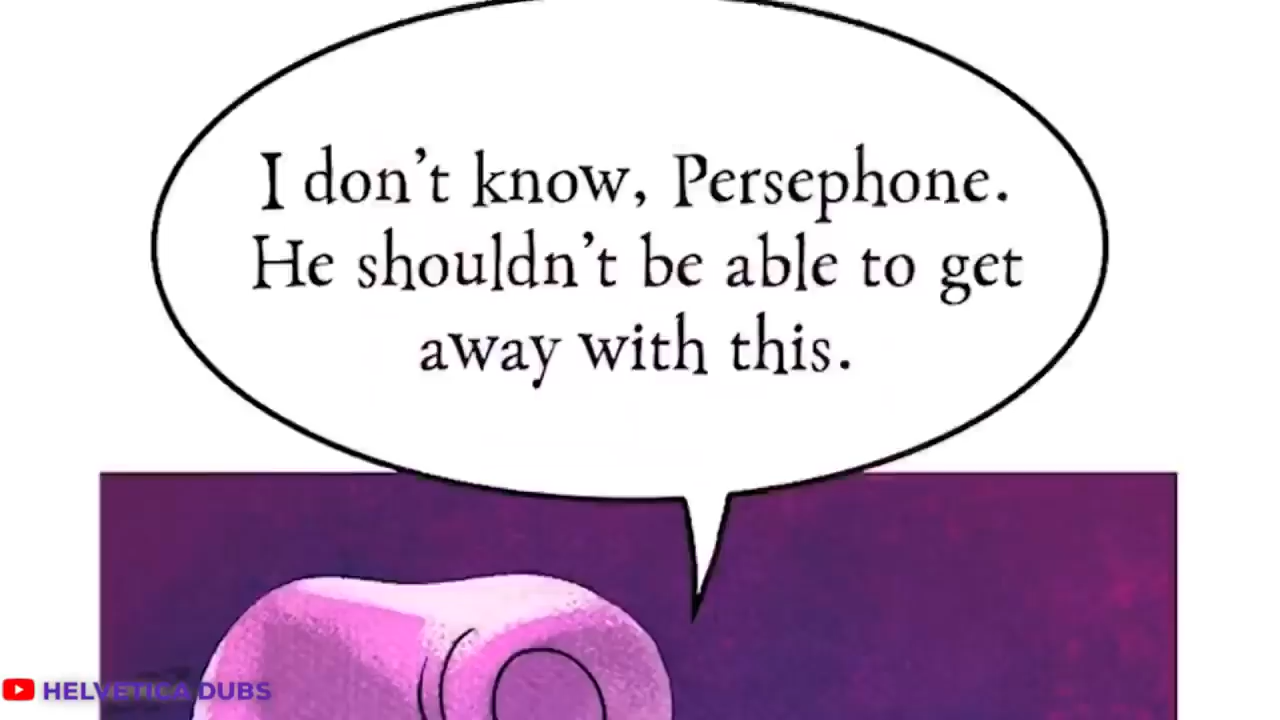 I don't know, Persephone.
He shouldn't be able to get
away with this.
HELVETICA DUBS